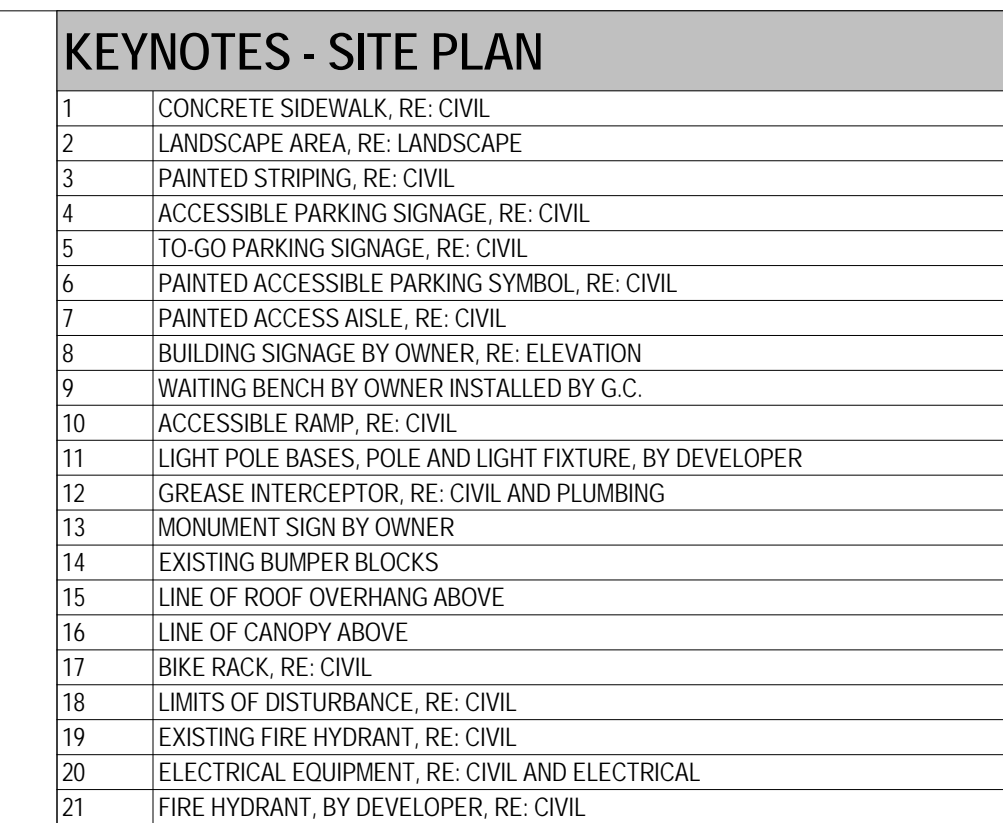 KEYNOTES - SITE PLAN
1 CONCRETE SIDEWALK, RE: CIVIL
2 LANDSCAPE AREA, RE: LANDSCAPE
3 PAINTED STRIPING, RE: CIVIL
4 ACCESSIBLE PARKING SIGNAGE, RE: CIVIL
5 TO-GO PARKING SIGNAGE, RE: CIVIL
6 PAINTED ACCESSIBLE PARKING SYMBOL, RE: CIVIL
7 PAINTED ACCESS AISLE, RE: CIVIL
8 BUILDING SIGNAGE BY OWNER, RE: ELEVATION
9 WAITING BENCH BY OWNER INSTALLED BY G.C.
10 ACCESSIBLE RAMP, RE: CIVIL
11 LIGHT POLE BASES, POLE AND LIGHT FIXTURE, BY DEVELOPER
12 GREASE INTERCEPTOR, RE: CIVIL AND PLUMBING
13 MONUMENT SIGN BY OWNER
14 EXISTING BUMPER BLOCKS
15 LINE OF ROOF OVERHANG ABOVE
16 LINE OF CANOPY ABOVE
17 BIKE RACK, RE: CIVIL
18 LIMITS OF DISTURBANCE, RE: CIVIL
19 EXISTING FIRE HYDRANT, RE: CIVIL
20 ELECTRICAL EQUIPMENT, RE: CIVIL AND ELECTRICAL
21 FIRE HYDRANT, BY DEVELOPER, RE: CIVIL